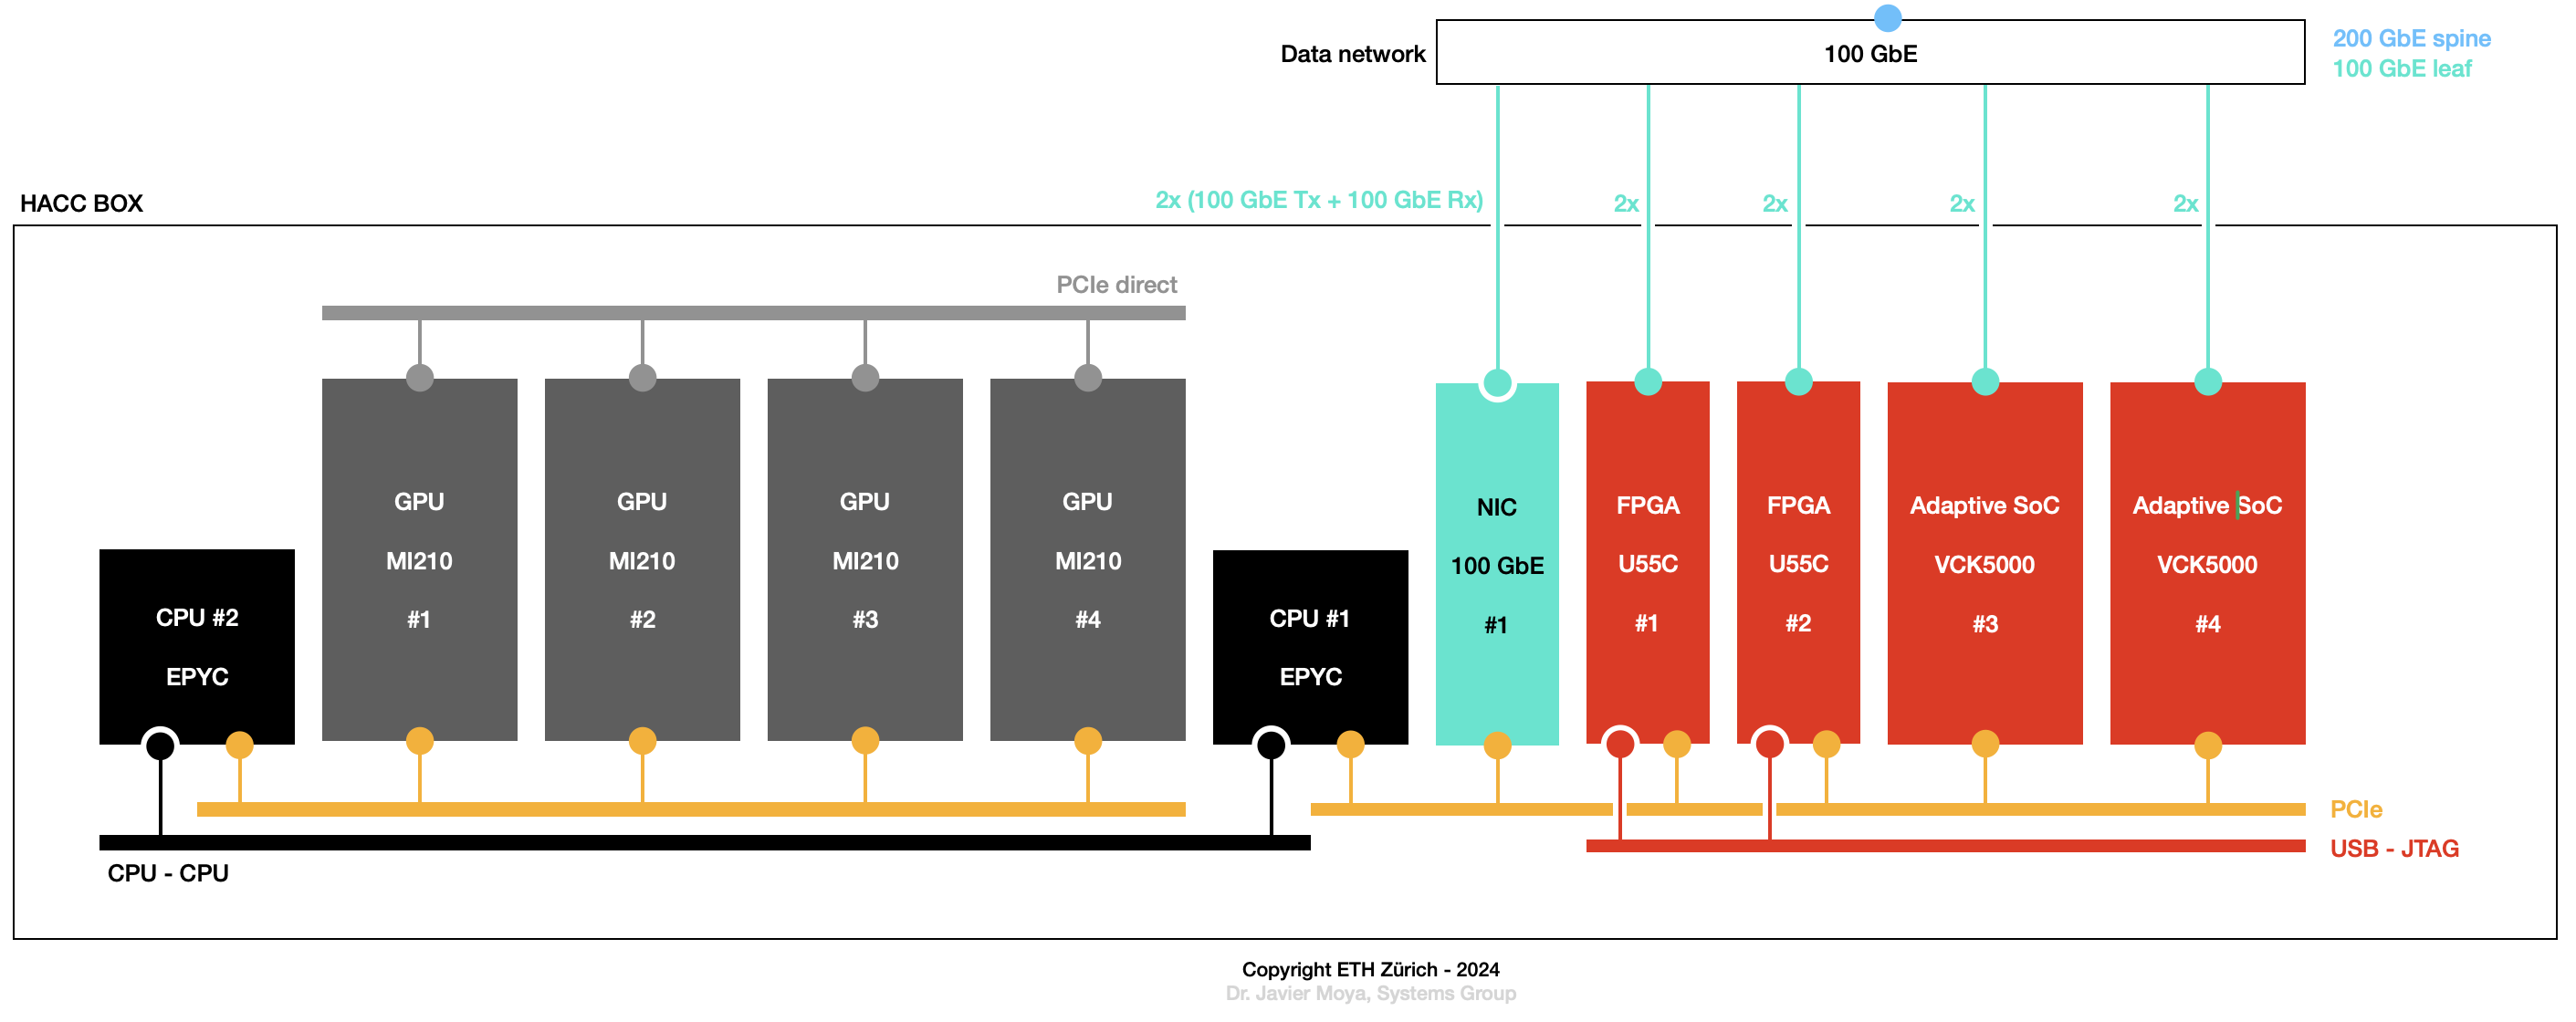 Data network
100 GbE
200 GbE spine
100 GbE leaf
HACC BOX
2x (100 GbE Tx + 100 GbE Rx)
2x
2x
2x
2x
PCIe direct
CPU #2
EPYC
GPU
MI210
#1
GPU
MI210
#2
GPU
MI210
#3
GPU
MI210
#4
CPU #1
EPYC
NIC
100 GbE
#1
FPGA
U55C
#1
FPGA
U55C
#2
Adaptive SoC
VCK5000
#3
Adaptive SoC
VCK5000
#4
PCIe
USB - JTAG
CPU - CPU
Copyright ETH Zürich - 2024
Dr. Javier Moya, Systems Group